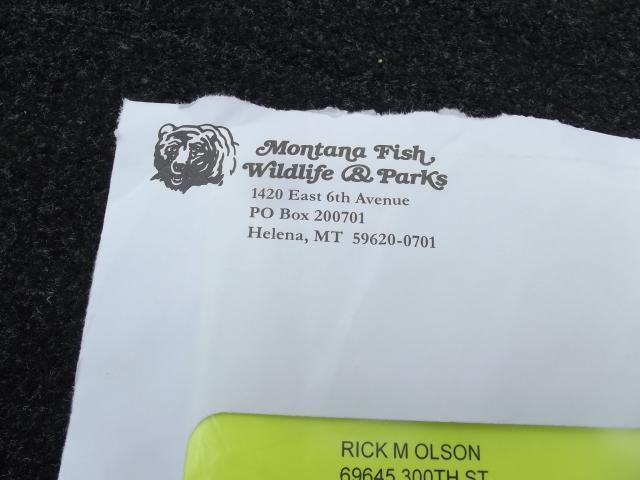 Montana Fish,
Wildlife & Parks
1420 East 6th Avenue
PO Box 200701
Helena, MT 59620-0701
RICK M OLSON
69645 300TH ST